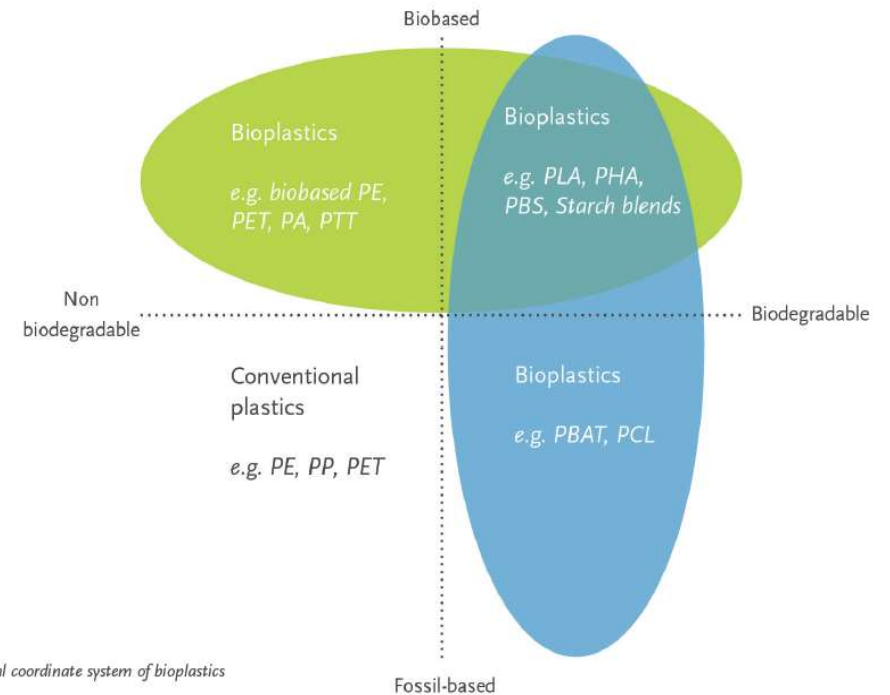 Biobased
Bioplastics
e.g. biobased PE,
PET, PA, PTT
Bioplastics
e.g. PLA, PHA,
PBS, Starch blends
Non
biodegradable
Biodegradable
Conventional
plastics
e.g. PE, PP, PET
Bioplastics
e.g. PBAT, PCL
coordinate system of bioplastics
Fossil-based